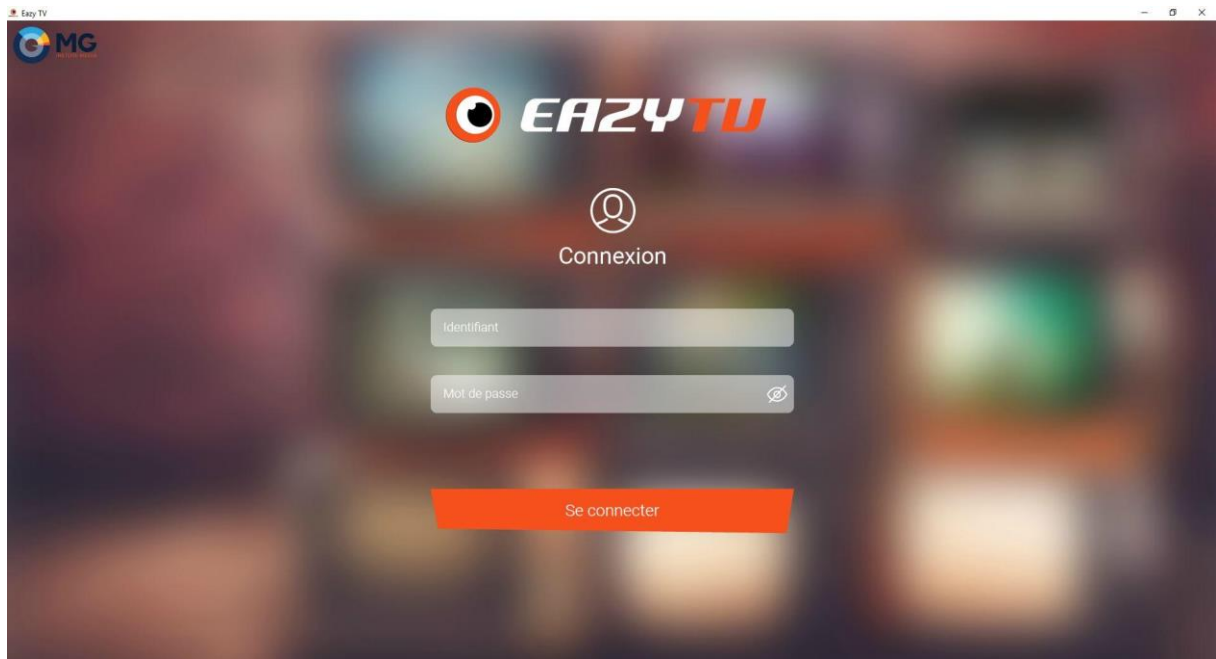 Eazy TV
MG
EAZYTV
Connexion
Identifiant
Mot de passe
Se connecter